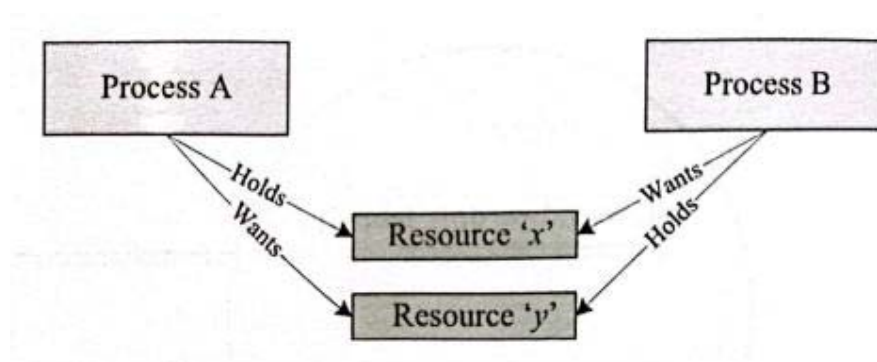 Process A
Process B
Holds
Wants
Wants
Holds
Resource ‘x’
Resource ‘y’